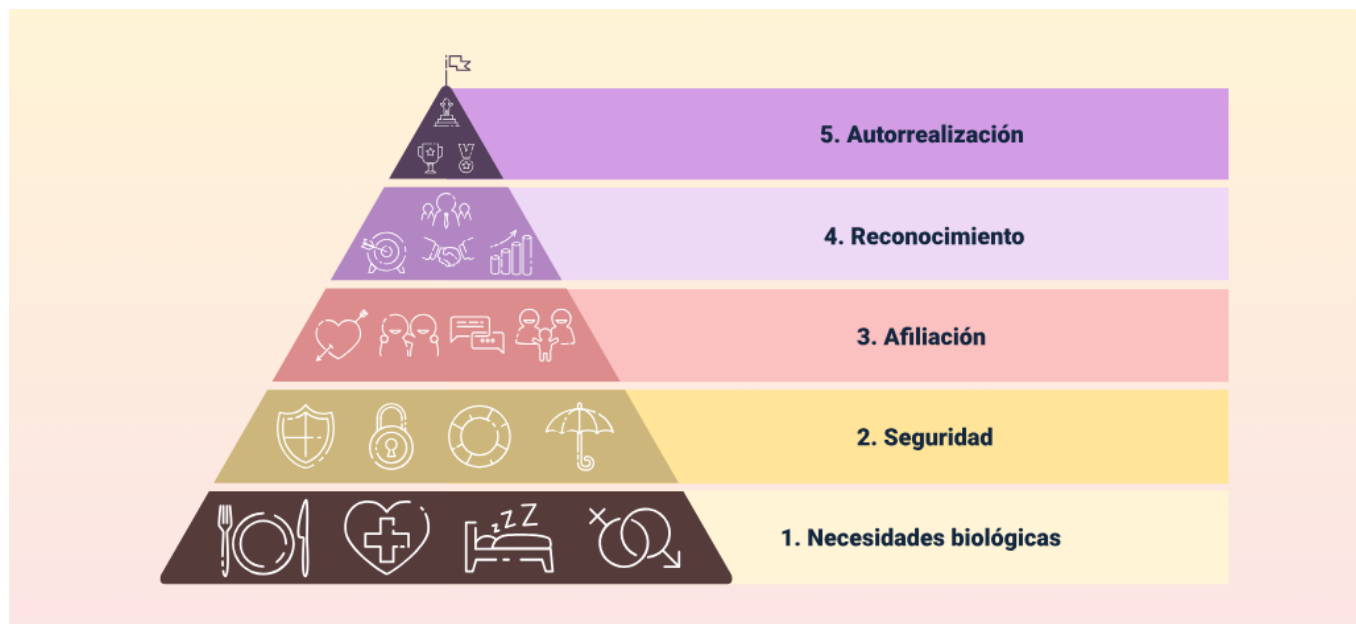 5. Autorrealización
4. Reconocimiento
3. Afiliación
2. Seguridad
1. Necesidades biológicas